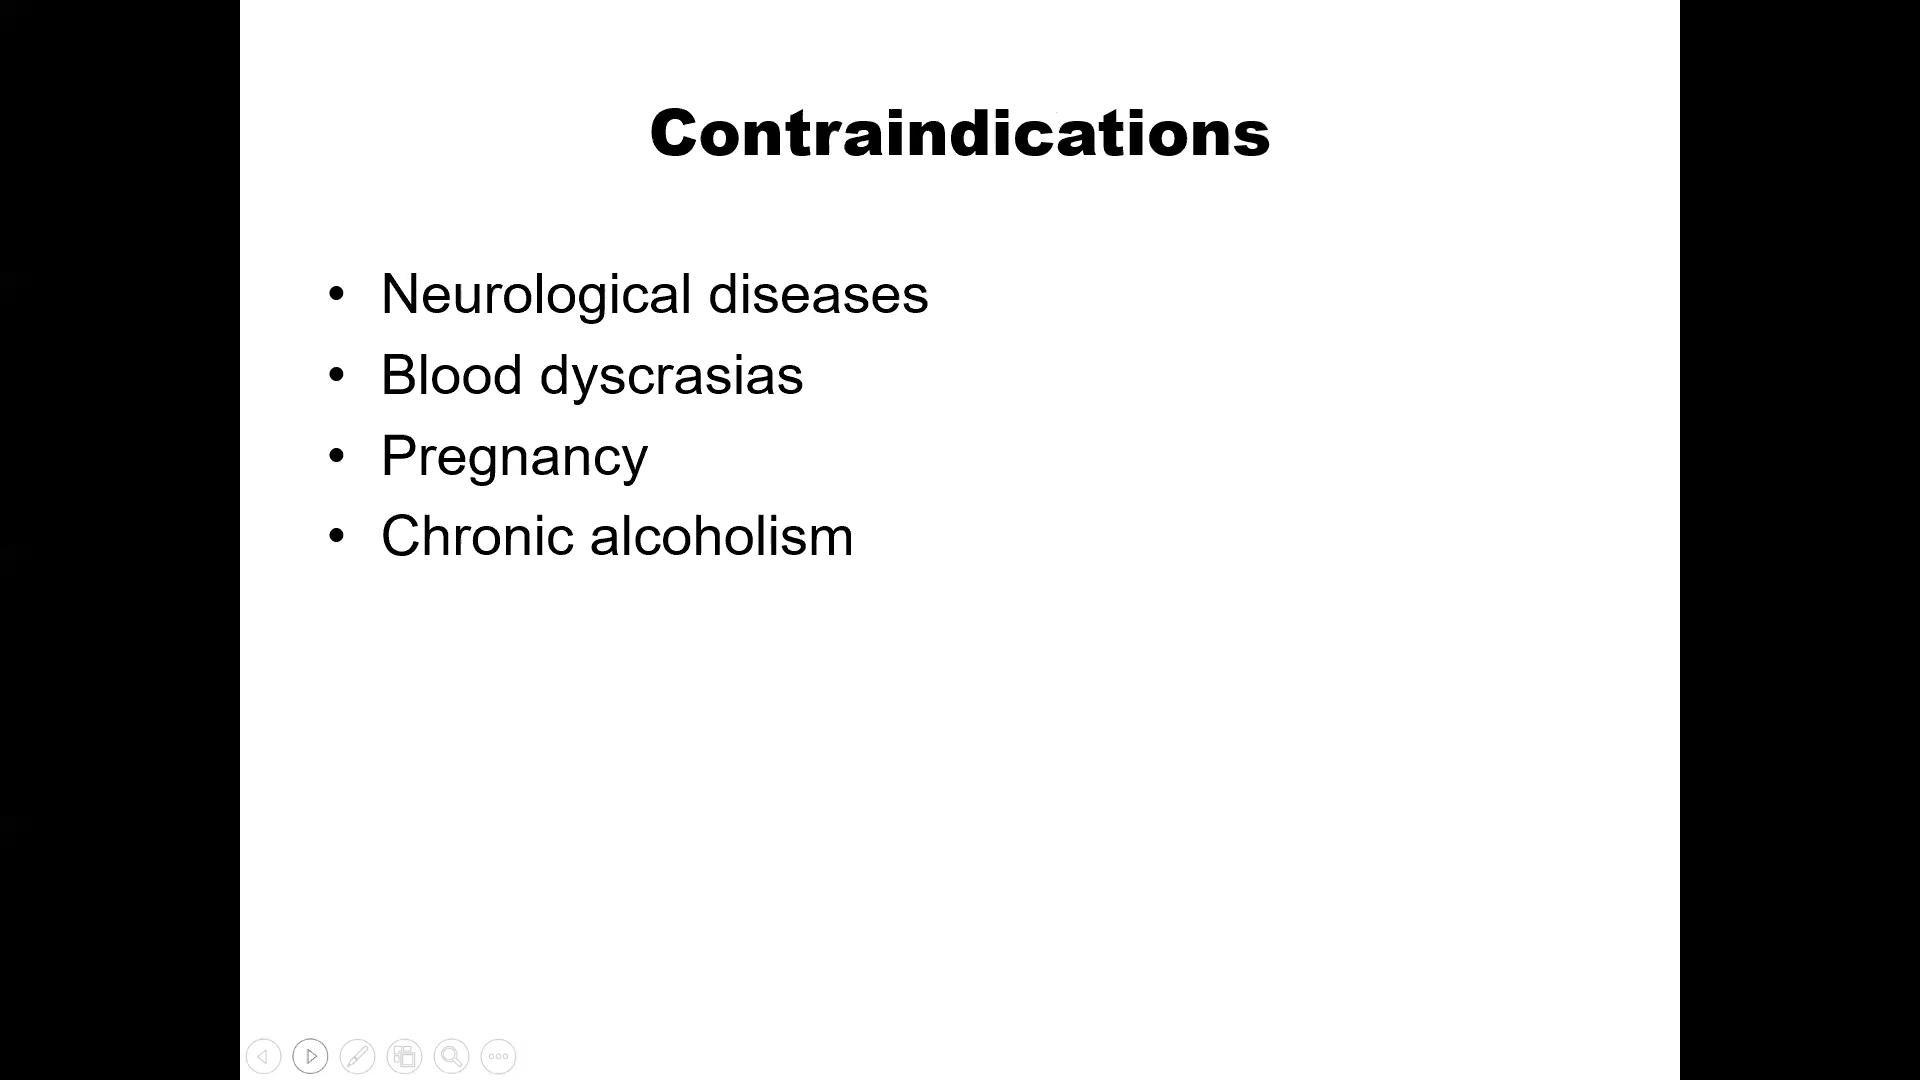 Contraindications
• Neurological diseases
• Blood dyscrasias
• Pregnancy
• Chronic alcoholism